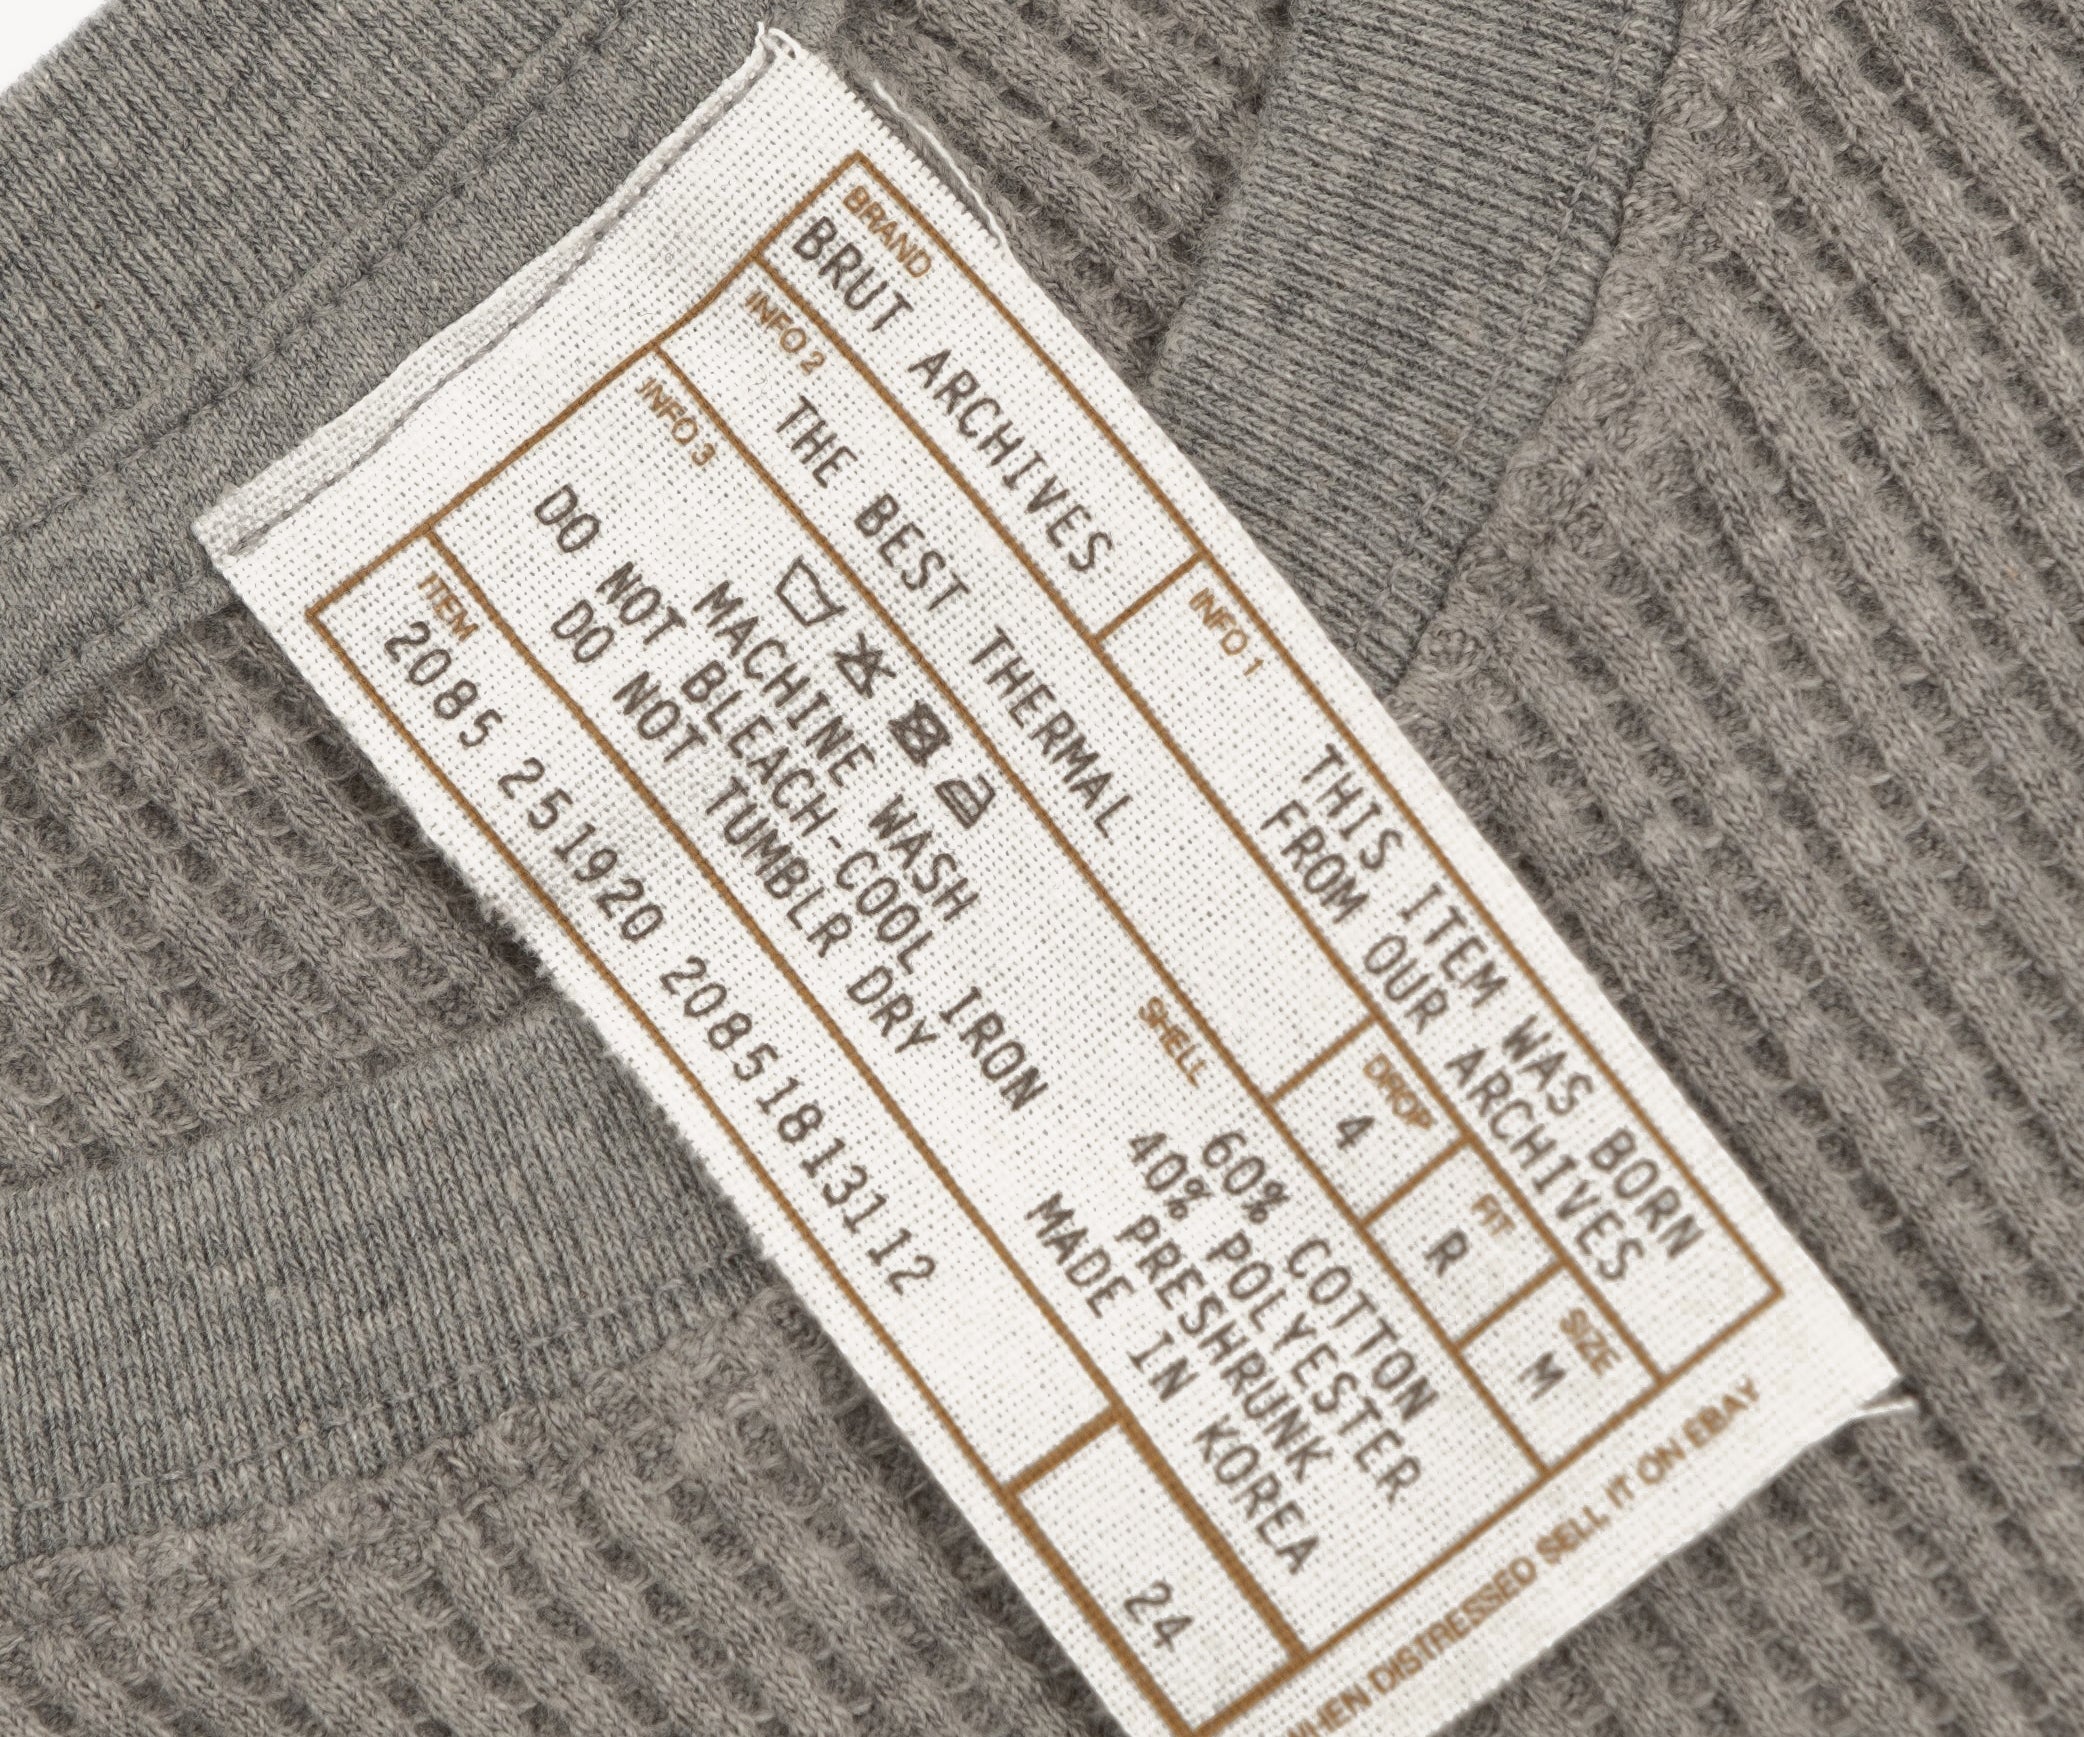 BRAND
BRUT ARCHIVES
INFO 1
THIS ITEM WAS BORN
FROM OUR ARCHIVES
INFO 2
THE BEST THERMAL
DROP
4
FIT
R
SIZE
M
INFO 3
MACHINE WASH
DO NOT BLEACH-COOL IRON
DO NOT TUMBLR DRY
SHELL
60% COTTON
40% POLYESTER
PRESHRUNK
MADE IN KOREA
ITEM
2085 251920 20851813112
24
WHEN DISTRESSED SELL IT ON EBAY